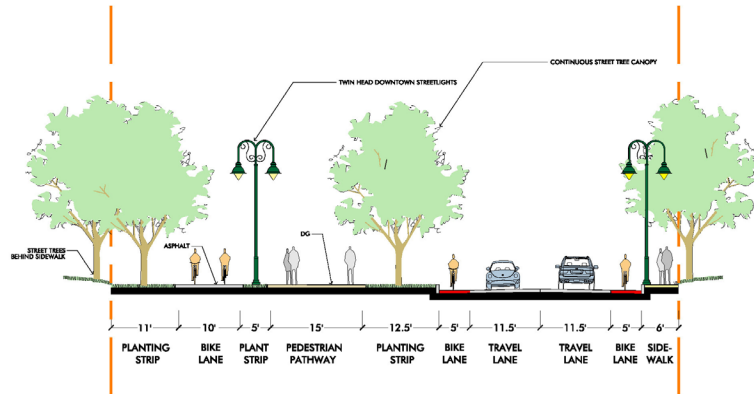 CONTINUOUS STREET TREE CANOPY
TWIN HEAD DOWNTOWN STREETLIGHTS
DG
ASPHALT
STREET TREES
BEHIND SIDEWALK
11' 10' 5' 15' 12.5' 5' 11.5' 11.5' 5' 6'
PLANTING BIKE PLANT PEDESTRIAN PLANTING BIKE TRAVEL TRAVEL BIKE SIDE-
STRIP LANE STRIP PATHWAY STRIP LANE LANE LANE LANE WALK